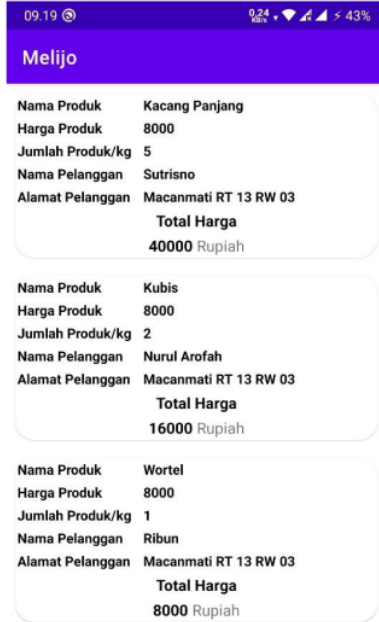 09.19
0,24 KB/s 43%
Melijo
Nama Produk Kacang Panjang
Harga Produk 8000
Jumlah Produk/kg 5
Nama Pelanggan Sutrisno
Alamat Pelanggan Macanmati RT 13 RW 03
Total Harga
40000 Rupiah
Nama Produk Kubis
Harga Produk 8000
Jumlah Produk/kg 2
Nama Pelanggan Nurul Arofah
Alamat Pelanggan Macanmati RT 13 RW 03
Total Harga
16000 Rupiah
Nama Produk Wortel
Harga Produk 8000
Jumlah Produk/kg 1
Nama Pelanggan Ribun
Alamat Pelanggan Macanmati RT 13 RW 03
Total Harga
8000 Rupiah